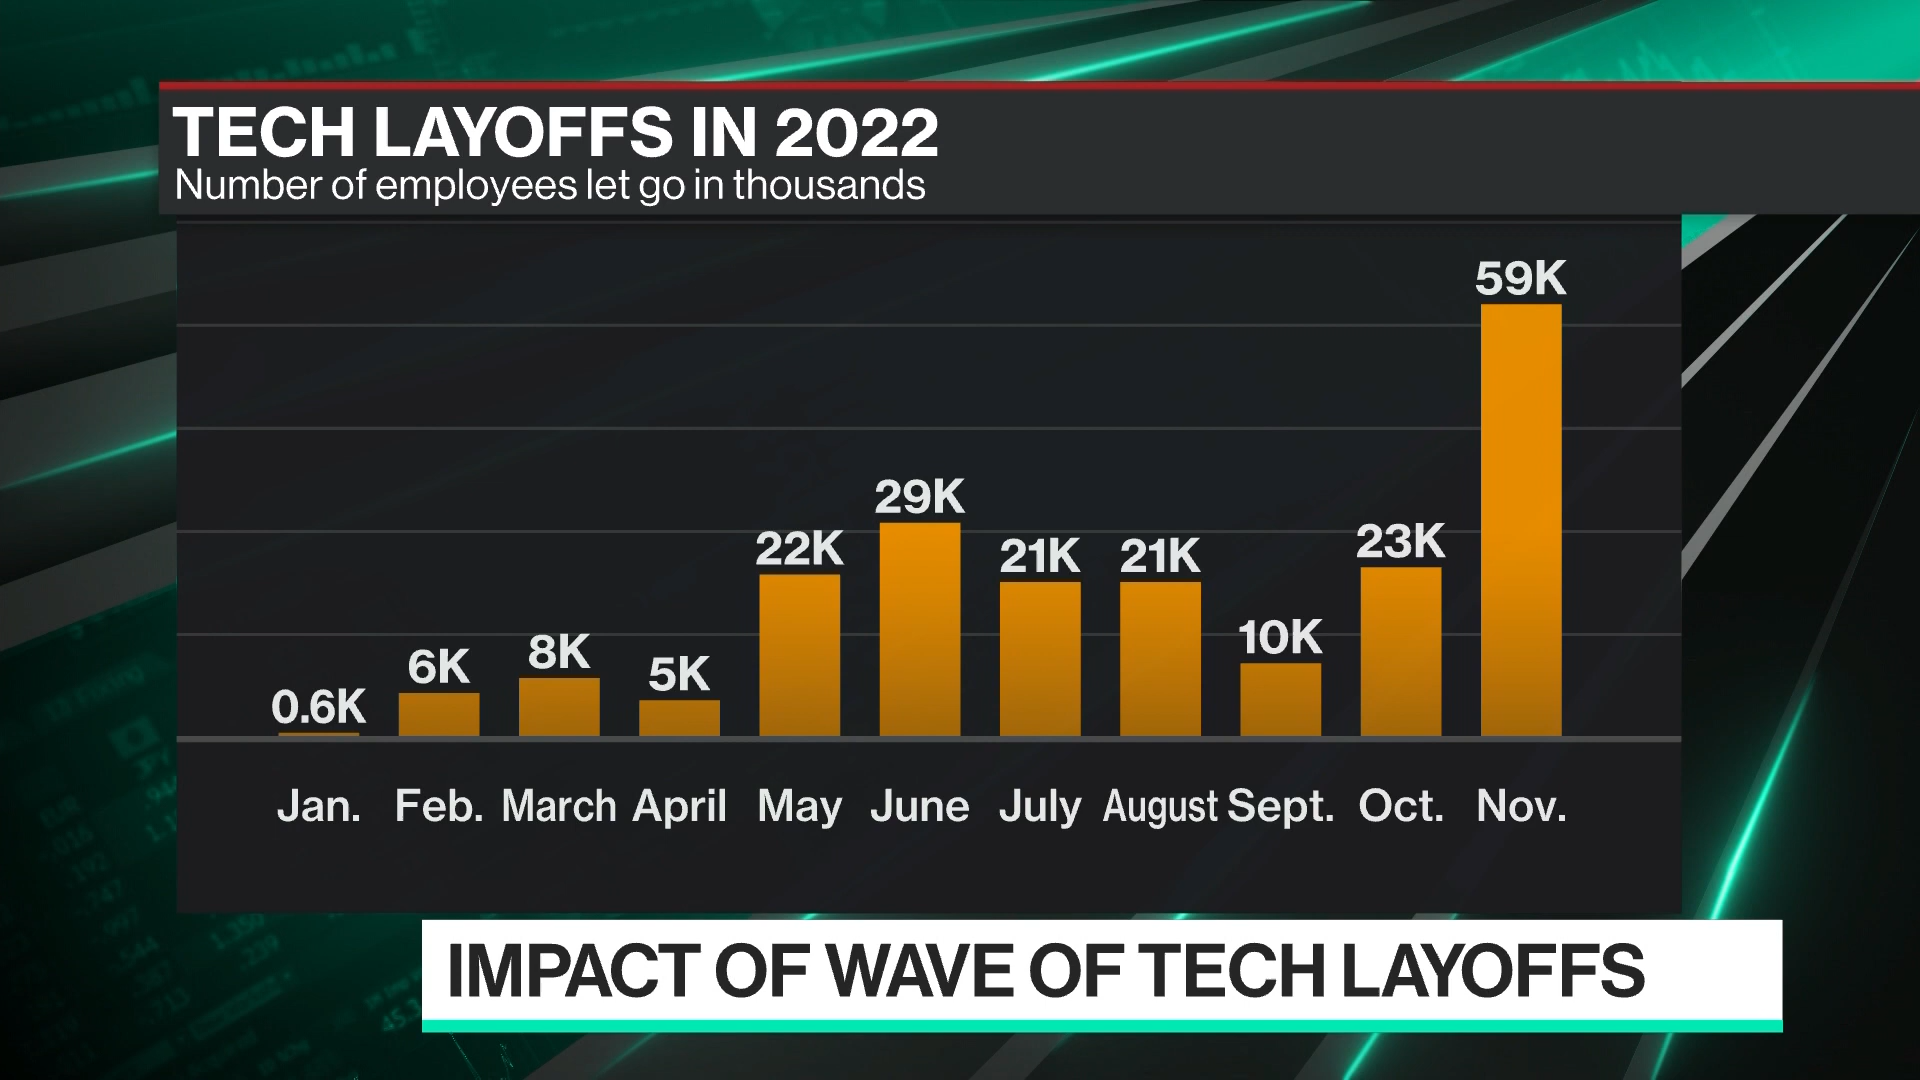 TECH LAYOFFS IN 2022
Number of employees let go in thousands
59K
29K
22K
21K
21K
23K
10K
8K
6K
5K
0.6K
Jan. Feb. March April May June July August Sept. Oct. Nov.
IMPACT OF WAVE OF TECH LAYOFFS